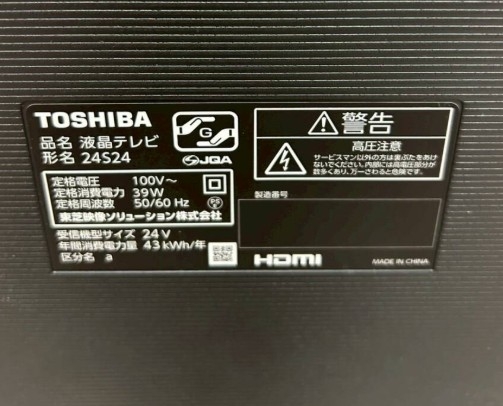 TOSHIBA
品名 液晶テレビ
形名 24S24
G
JQA
定格電圧 100V～
定格消費電力 39W
定格周波数 50/60 Hz
PS
E
東芝映像ソリューション株式会社
受信機型サイズ 24V
年間消費電力量 43 kWh/年
区分名 a
警告
高圧注意
サービスマン以外の方は裏ぶたをあけ
ないでください。内部には高電圧部分が
数多くあり、万一さわると危険です。
製造番号
HDMI
MADE IN CHINA